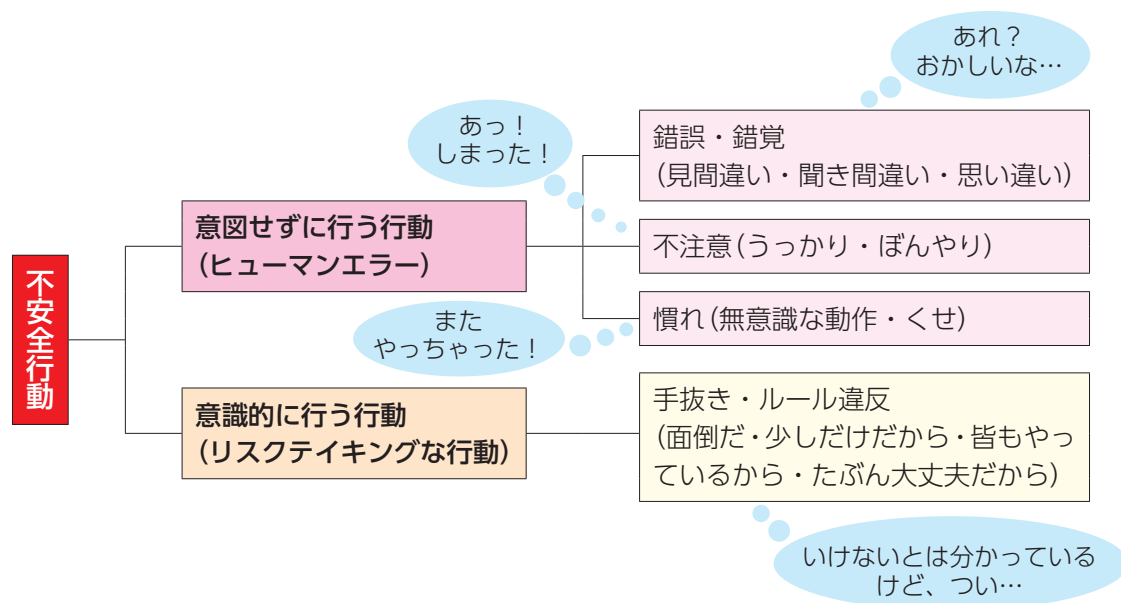 あれ？
おかしいな…
あっ！
しまった！
錯誤・錯覚
（見間違い・聞き間違い・思い違い）
意図せずに行う行動
（ヒューマンエラー）
不注意（うっかり・ぼんやり）
不安全行動
また
やっちゃった！
慣れ（無意識な動作・くせ）
意識的に行う行動
（リスクテイキングな行動）
手抜き・ルール違反
（面倒だ・少しだけだから・皆もやっ
ているから・たぶん大丈夫だから）
いけないとは分かっている
けど、つい…